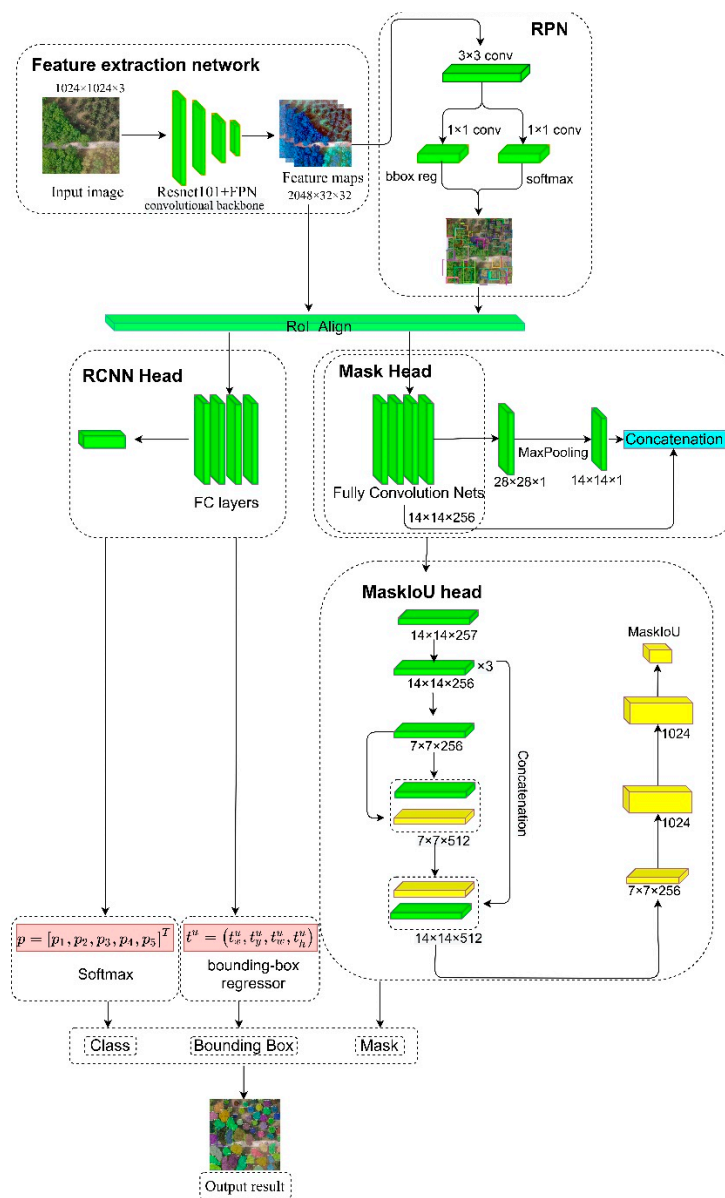 Feature extraction network
1024×1024×3
Input image
Resnet101+FPN
convolutional backbone
Feature maps
2048×32×32
RPN
3×3 conv
1×1 conv
1×1 conv
bbox reg
softmax
RoI Align
RCNN Head
FC layers
Mask Head
Fully Convolution Nets
14×14×256
28×28×1
MaxPooling
14×14×1
Concatenation
MaskIoU head
14×14×257
×3
14×14×256
7×7×256
Concatenation
7×7×512
14×14×512
MaskIoU
1024
1024
7×7×256
p = [p₁, p₂, p₃, p₄, p₅]ᵀ
Softmax
tᵘ = (tₓᵘ, t_yᵘ, t_wᵘ, t_hᵘ)
bounding-box
regressor
Class
Bounding Box
Mask
Output result